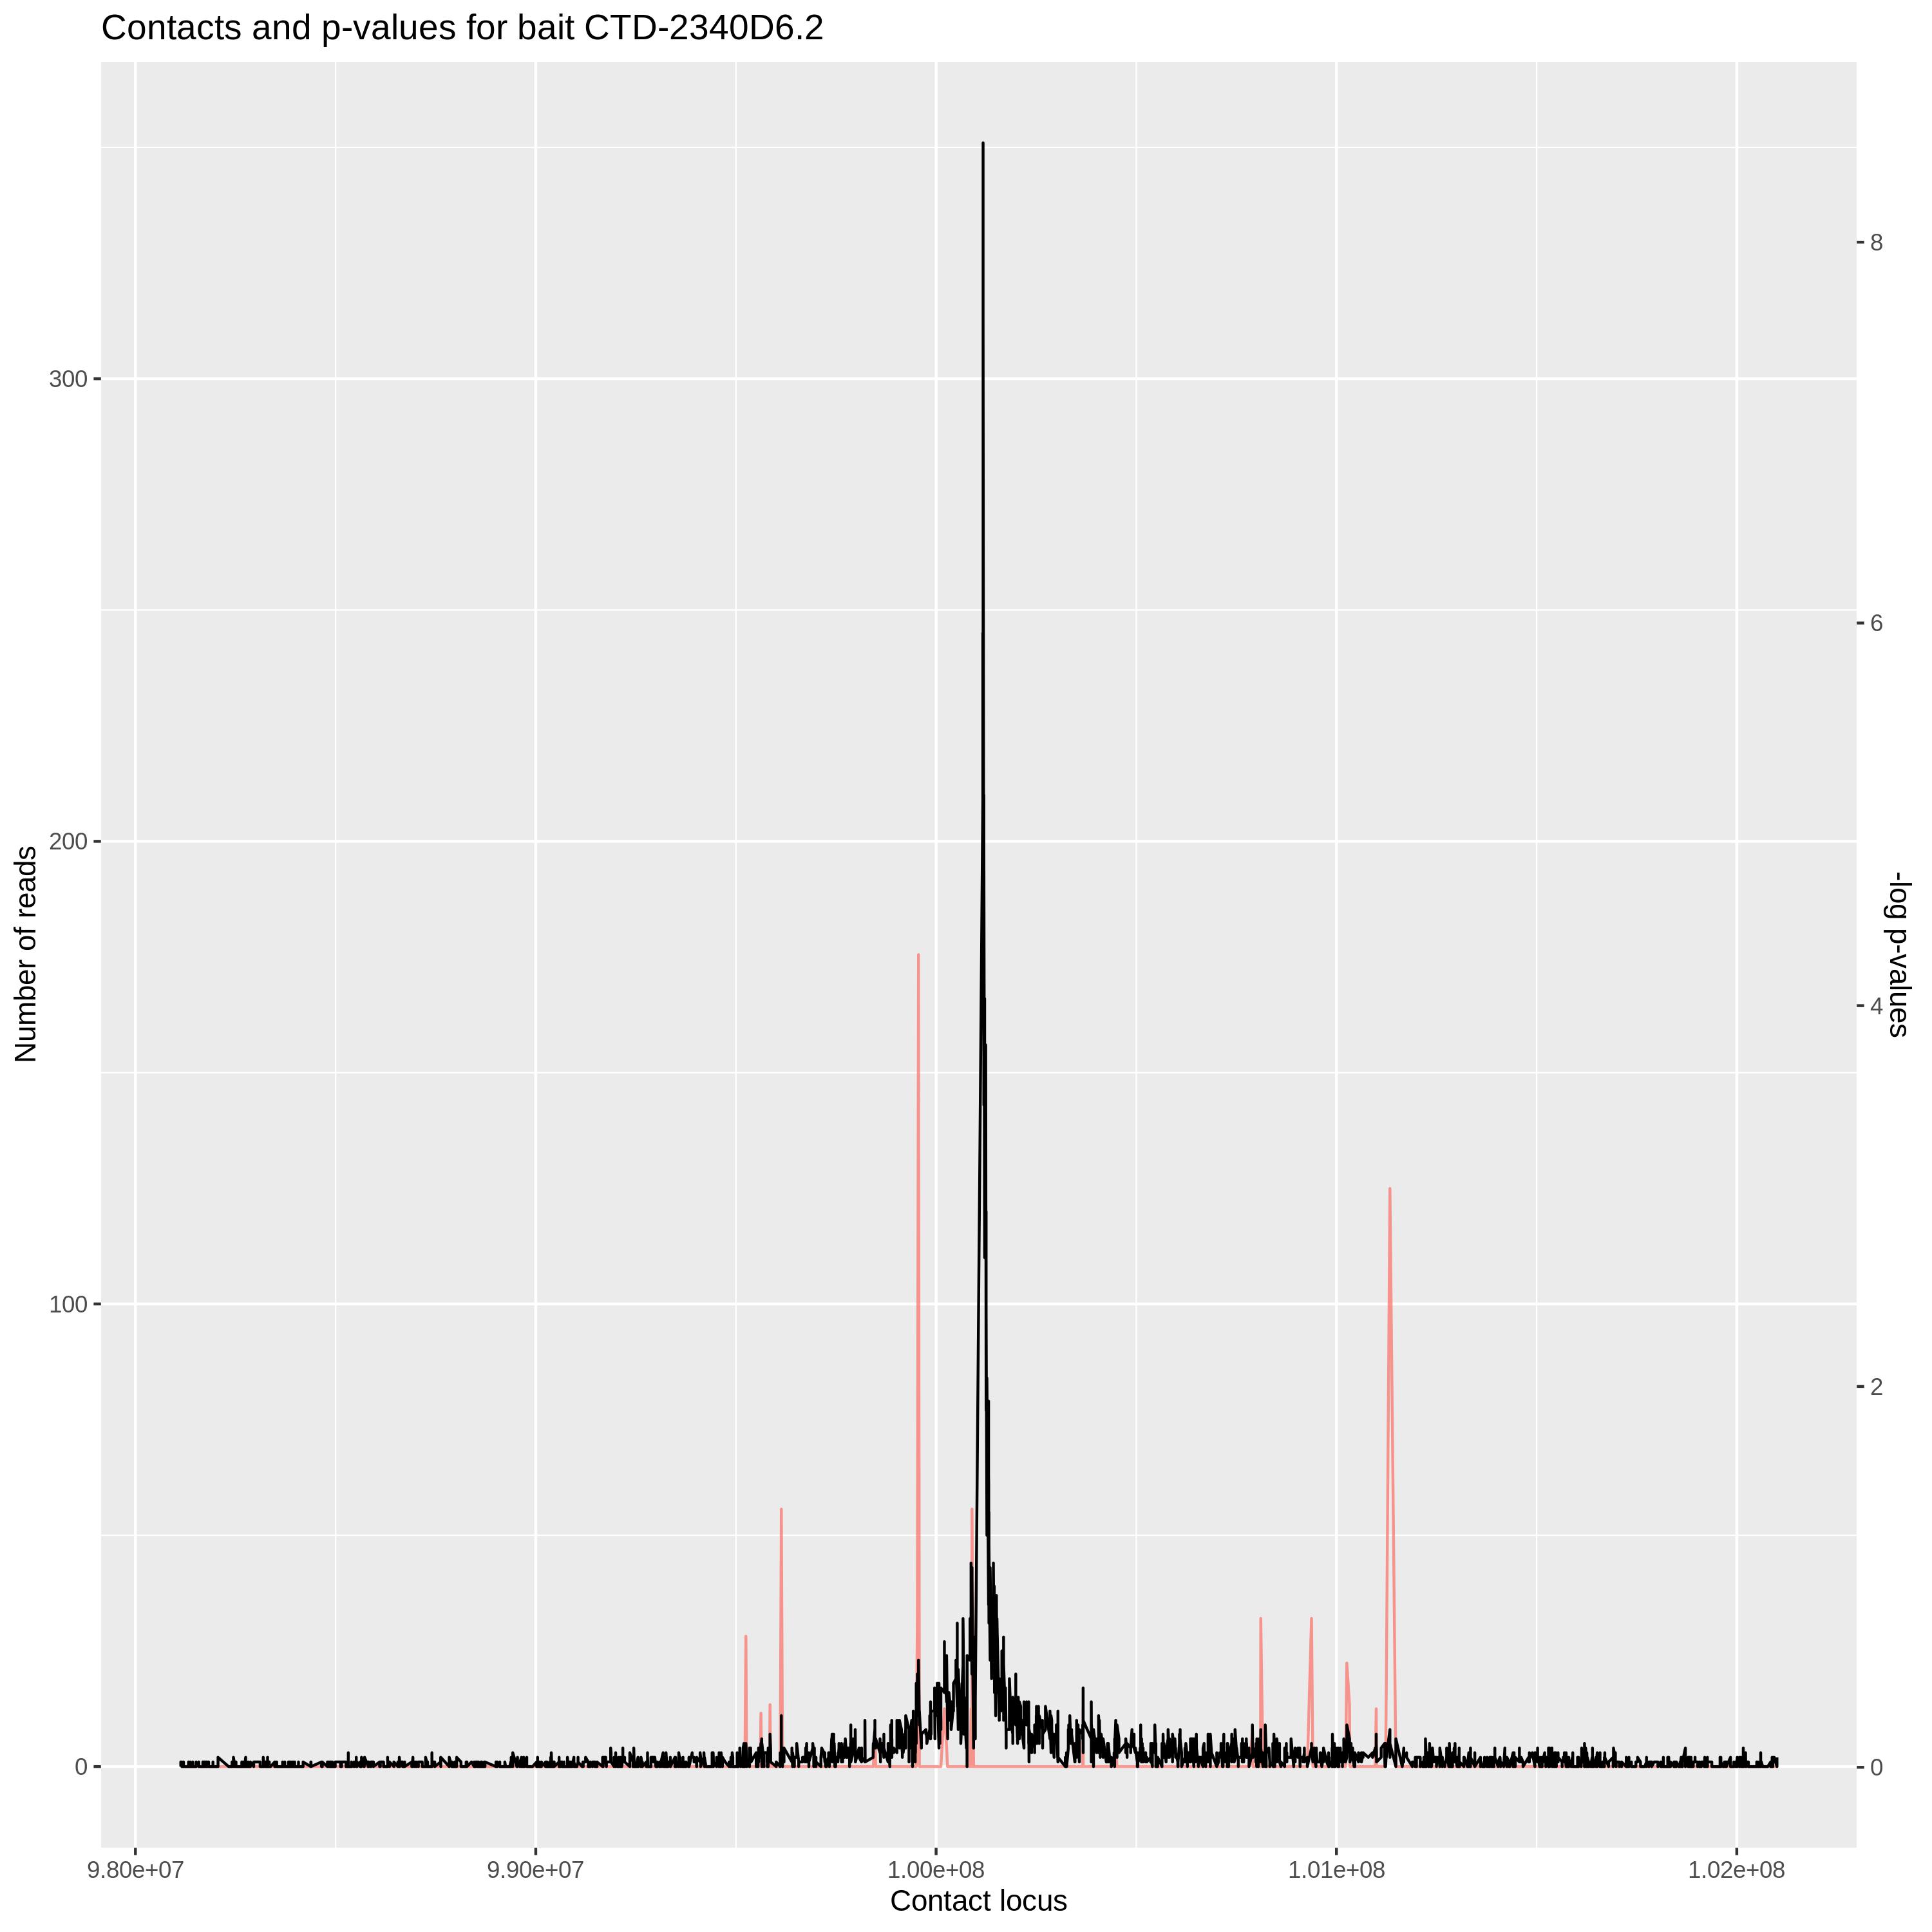 Contacts and p-values for bait CTD-2340D6.2
Number of reads
300
200
100
0
8
6
4
2
0
-log p-values
9.80e+07
9.90e+07
1.00e+08
1.01e+08
1.02e+08
Contact locus